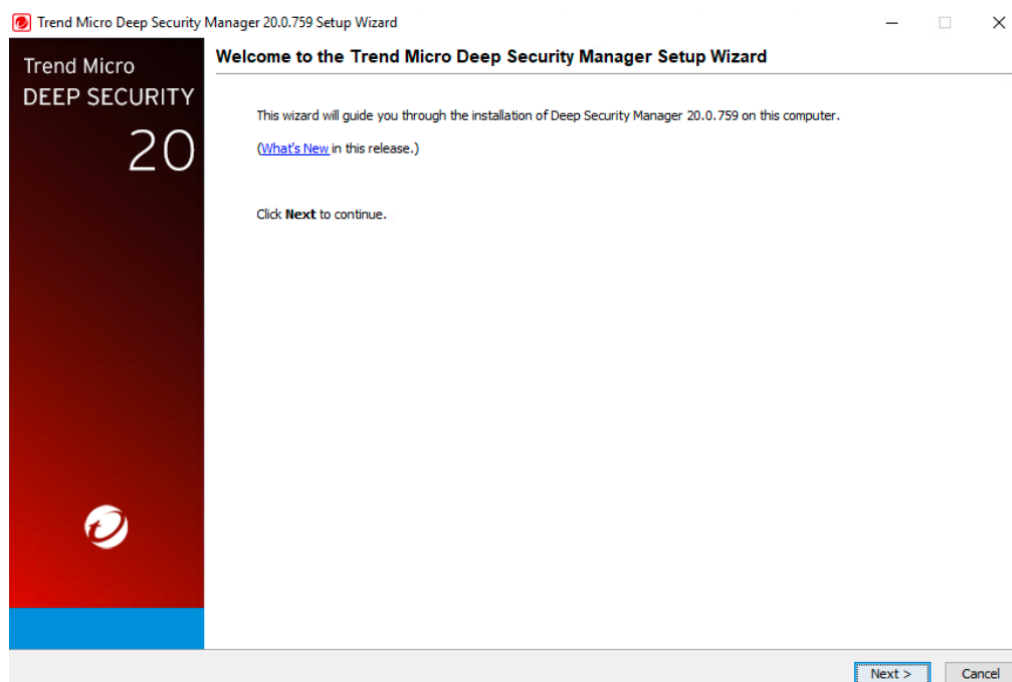 Trend Micro Deep Security Manager 20.0.759 Setup Wizard
Trend Micro
DEEP SECURITY
20
Welcome to the Trend Micro Deep Security Manager Setup Wizard
This wizard will guide you through the installation of Deep Security Manager 20.0.759 on this computer.
(What's New in this release.)
Click Next to continue.
Next >
Cancel